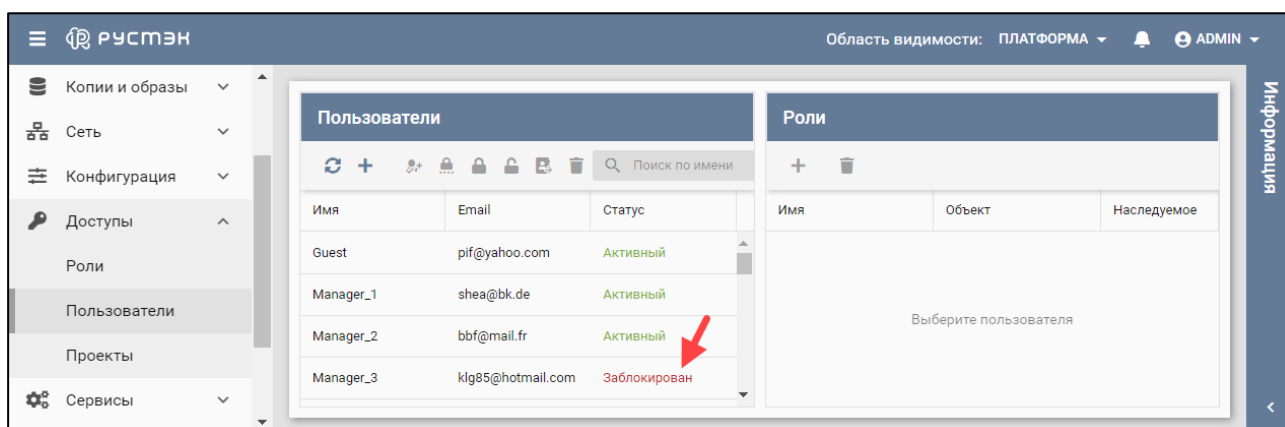 РУСТЭК
Область видимости: ПЛАТФОРМА
ADMIN
Копии и образы
Сеть
Конфигурация
Доступы
Роли
Пользователи
Проекты
Сервисы
Пользователи
Поиск по имени
Имя Email Статус
Guest pif@yahoo.com Активный
Manager_1 shea@bk.de Активный
Manager_2 bbf@mail.fr Активный
Manager_3 klg85@hotmail.com Заблокирован
Роли
Имя Объект Наследуемое
Выберите пользователя
Информация